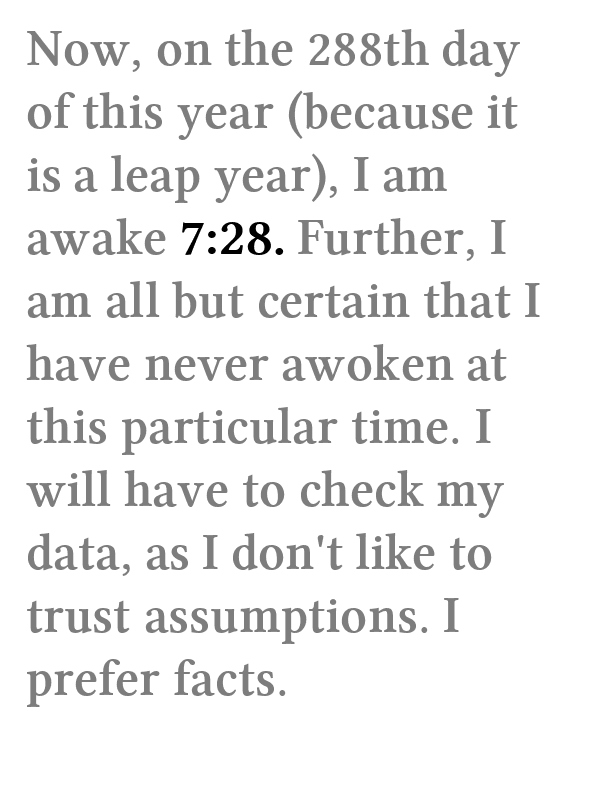 Now, on the 288th day
of this year (because it
is a leap year), I am
awake 7:28. Further, I
am all but certain that I
have never awoken at
this particular time. I
will have to check my
data, as I don't like to
trust assumptions. I
prefer facts.